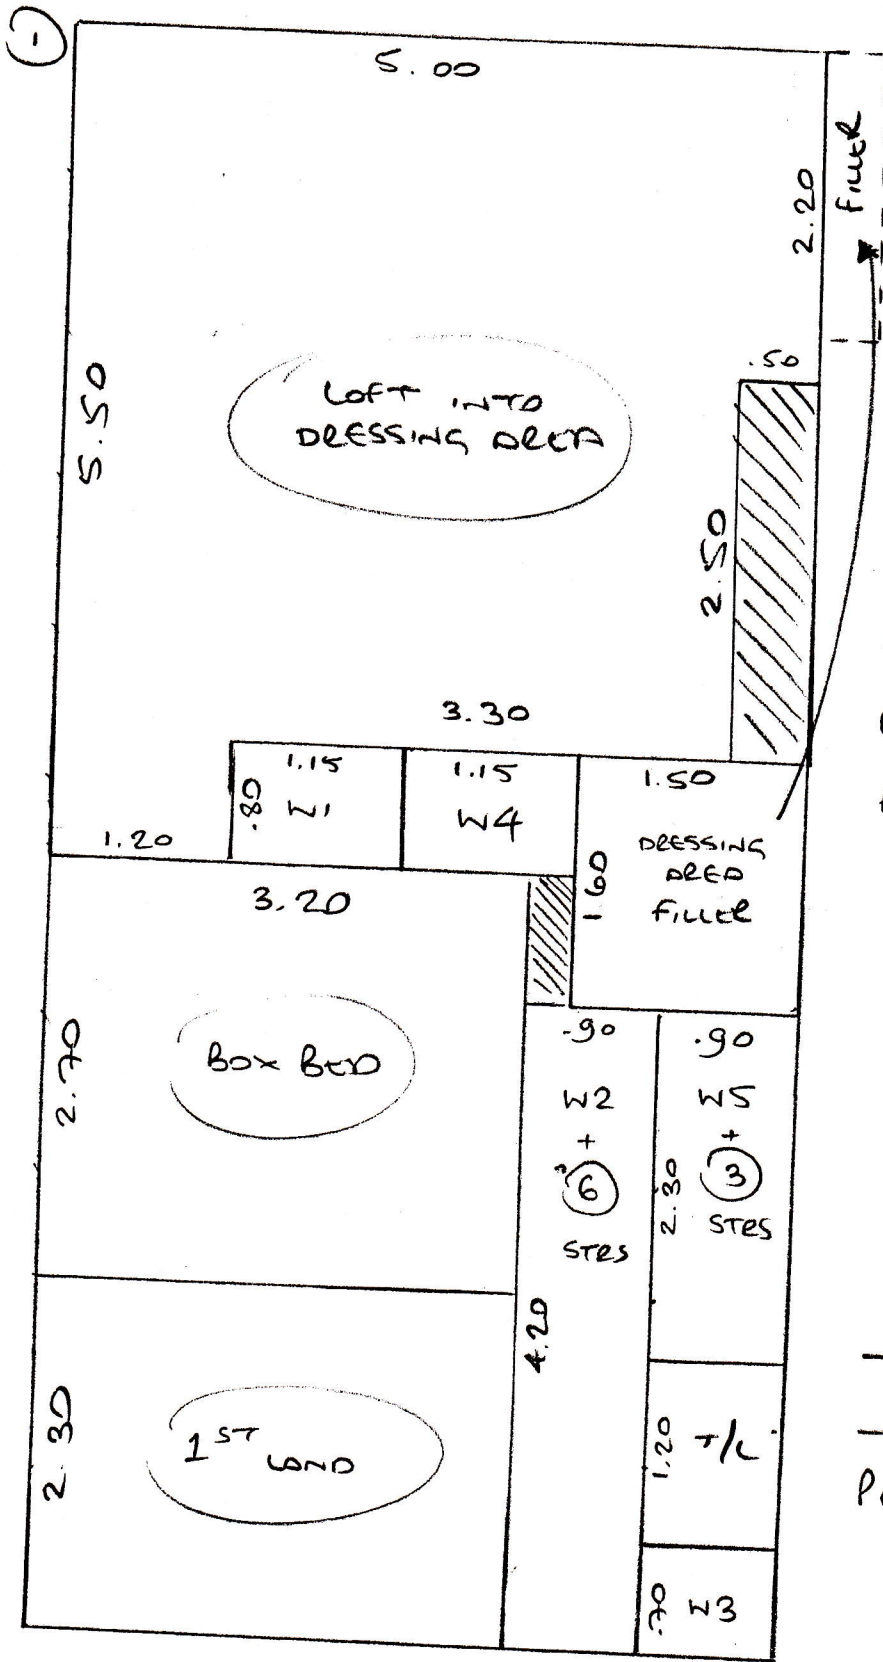 1
5.00
2.20
FILLER
5.50
.50
LOFT INTO
DRESSING AREA
2.50
3.30
1.15
W1
.80
1.15
W4
1.50
1.20
DRESSING
AREA
FILLER
1.60
3.20
2.70
BOX BED
.90
W2
+
6
STRS
.90
W5
+
3
STRS
2.30
4.20
2.30
1ST LAND
1.20
T/L
.70
W3